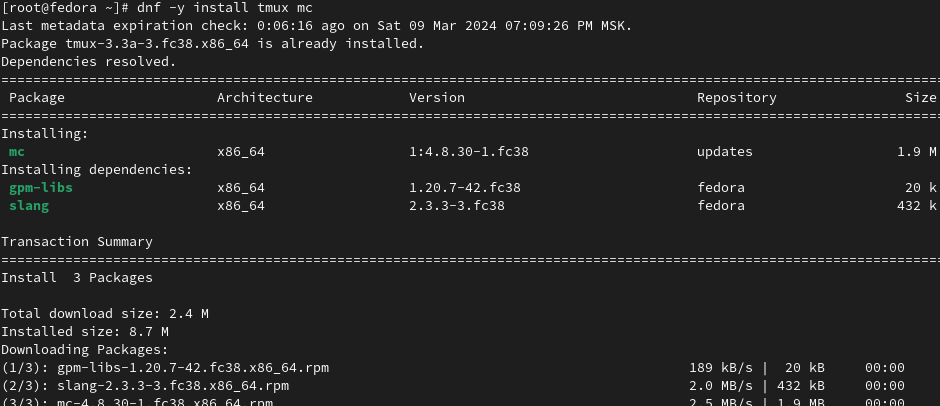 [root@fedora ~]# dnf -y install tmux mc
Last metadata expiration check: 0:06:16 ago on Sat 09 Mar 2024 07:09:26 PM MSK.
Package tmux-3.3a-3.fc38.x86_64 is already installed.
Dependencies resolved.
================================================================================
Package Architecture Version Repository Size
================================================================================
Installing:
mc x86_64 1:4.8.30-1.fc38 updates 1.9 M
Installing dependencies:
gpm-libs x86_64 1.20.7-42.fc38 fedora 20 k
slang x86_64 2.3.3-3.fc38 fedora 432 k
Transaction Summary
================================================================================
Install 3 Packages
Total download size: 2.4 M
Installed size: 8.7 M
Downloading Packages:
(1/3): gpm-libs-1.20.7-42.fc38.x86_64.rpm 189 kB/s | 20 kB 00:00
(2/3): slang-2.3.3-3.fc38.x86_64.rpm 2.0 MB/s | 432 kB 00:00
(3/3): mc-4.8.30-1.fc38.x86_64.rpm 2.5 MB/s | 1.9 MB 00:00